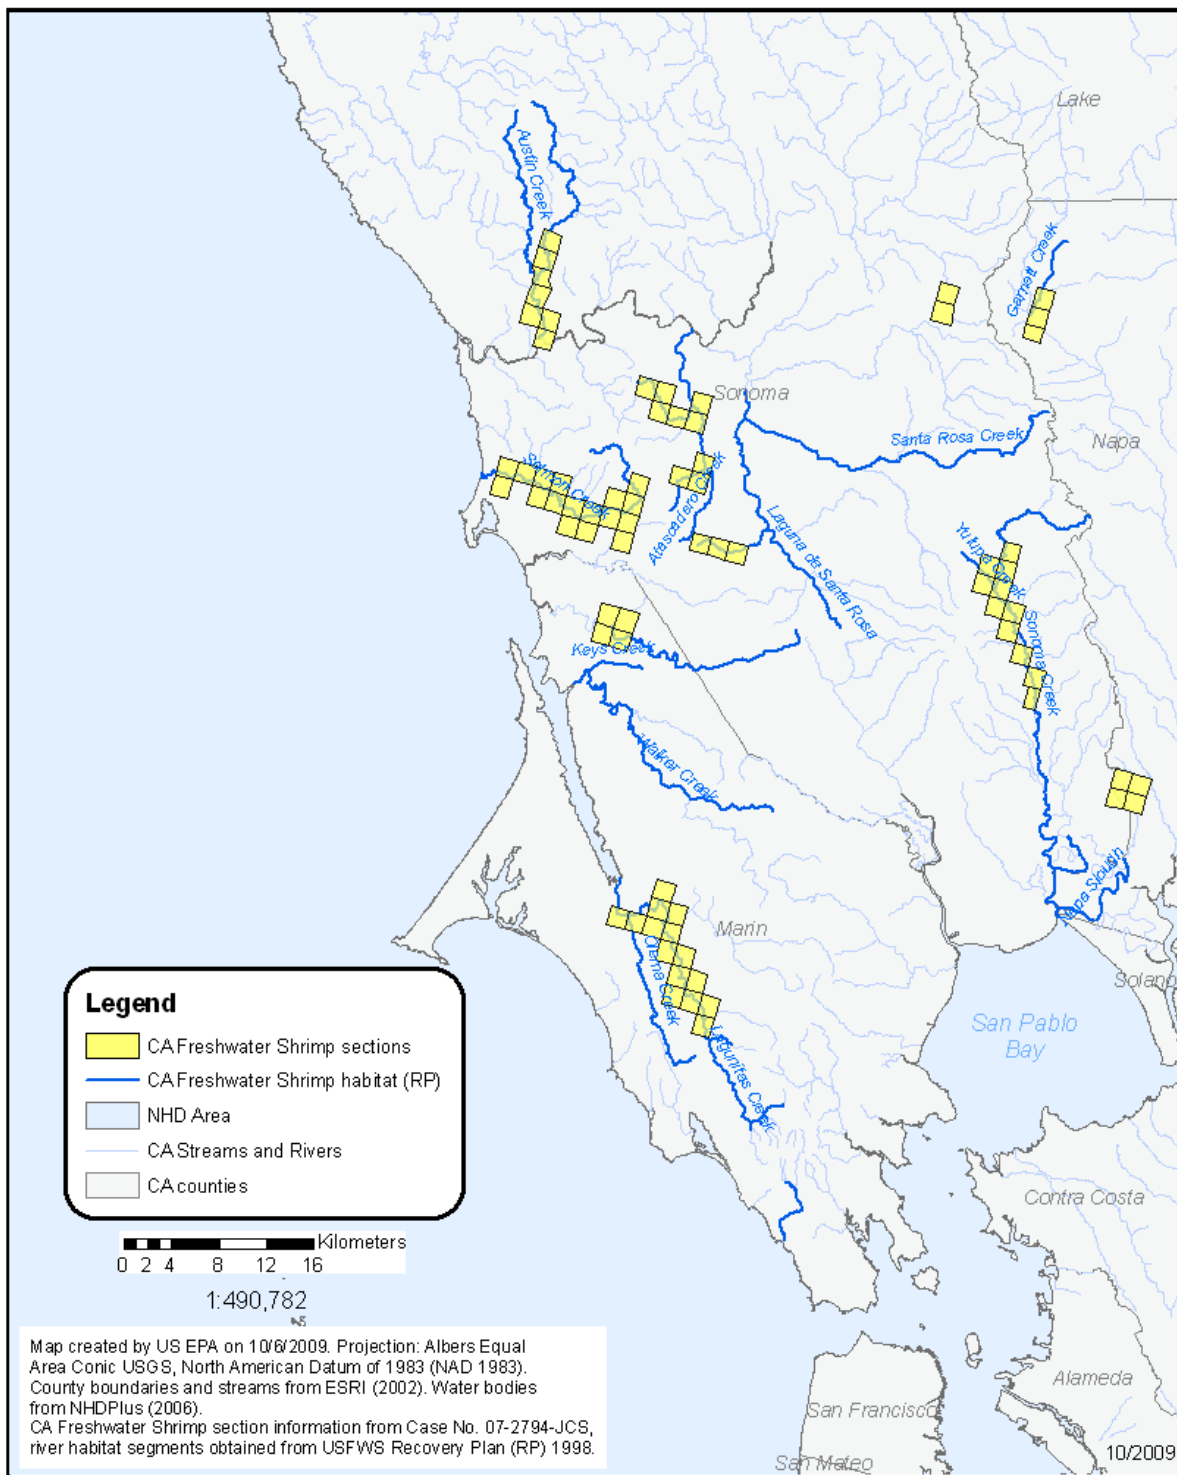 Lake
Austin Creek
Garnett Creek
Sonoma
Santa Rosa Creek
Napa
Salmon Creek
Atascadero Creek
Laguna de Santa Rosa
Yulupa Creek
Sonoma Creek
Keys Creek
Walker Creek
Napa Slough
Marin
Olema Creek
Solano
San Pablo
Bay
Lagunitas Creek
Legend
CA Freshwater Shrimp sections
CA Freshwater Shrimp habitat (RP)
NHD Area
CA Streams and Rivers
CA counties
Contra Costa
Kilometers
0 2 4 8 12 16
1:490,782
Map created by US EPA on 10/6/2009. Projection: Albers Equal
Area Conic USGS, North American Datum of 1983 (NAD 1983).
County boundaries and streams from ESRI (2002). Water bodies
from NHDPlus (2006).
CA Freshwater Shrimp section information from Case No. 07-2794-JCS,
river habitat segments obtained from USFWS Recovery Plan (RP) 1998.
Alameda
San Francisco
10/2009
San Mateo